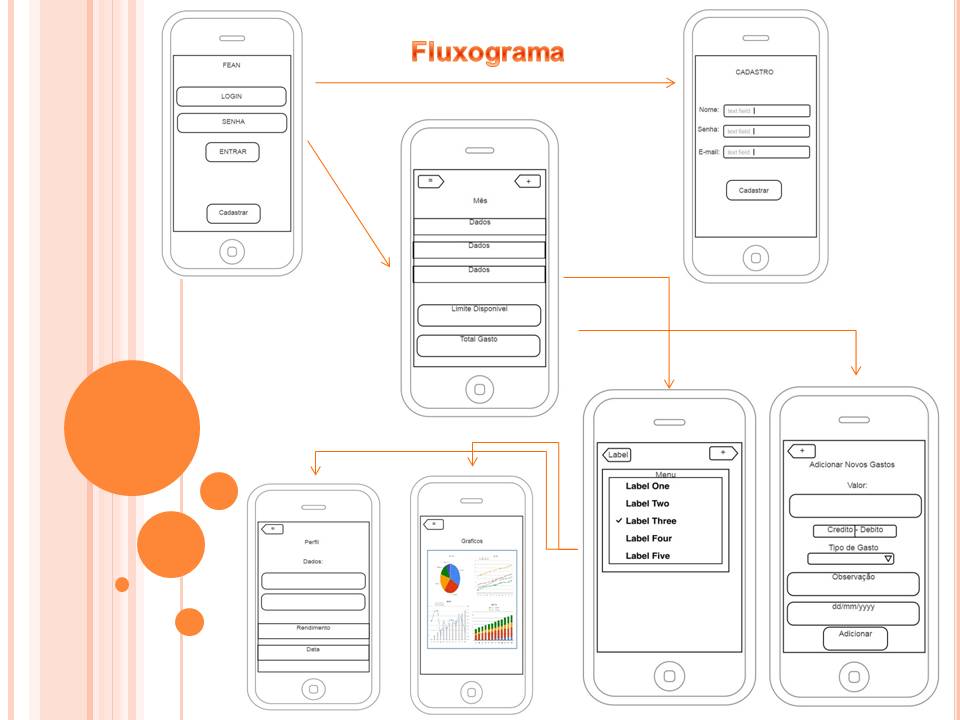 Fluxograma
FEAN
LOGIN
SENHA
ENTRAR
Cadastrar
CADASTRO
Nome: text field
Senha: text field
E-mail: text field
Cadastrar
≡ +
Mês
Dados
Dados
Dados
Limite Disponivel
Total Gasto
Label +
Menu
Label One
Label Two
✓ Label Three
Label Four
Label Five
+
Adicionar Novos Gastos
Valor:
Credito - Debito
Tipo de Gasto
Observação
dd/mm/yyyy
Adicionar
Perfil
Dados:
Rendimento
Data
Graficos